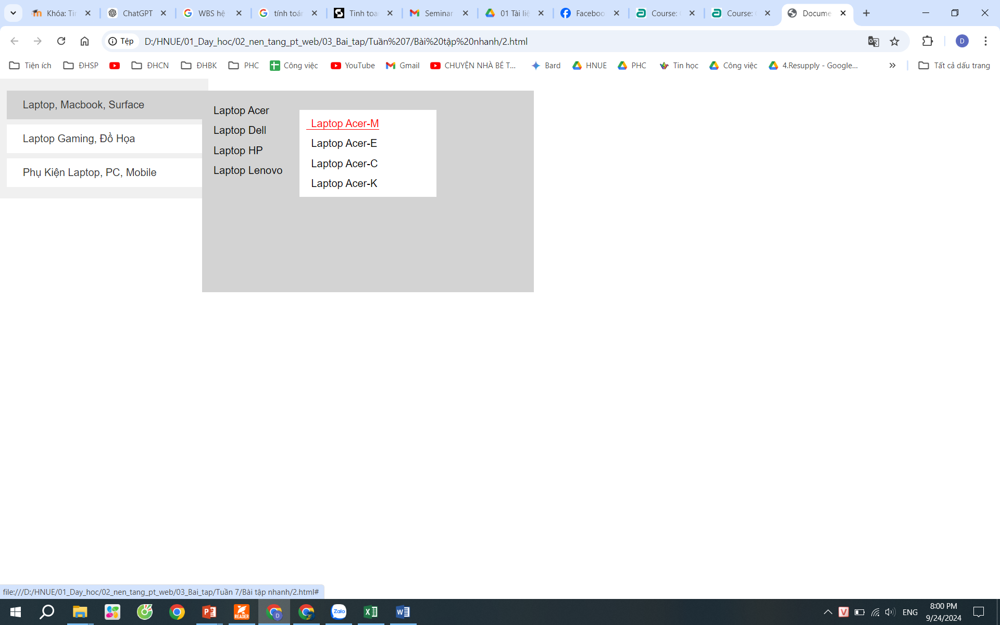 Khóa: Tir
ChatGPT
WBS hệ
tính toár
Tinh toa
Seminar
01 Tài liệ
Faceboo
Course:
Course:
Docume
Tệp
D:/HNUE/01_Day_hoc/02_nen_tang_pt_web/03_Bai_tap/Tuần%207/Bài%20tập%20nhanh/2.html
Tiện ích
ĐHSP
ĐHCN
ĐHBK
PHC
Công việc
YouTube
Gmail
CHUYỆN NHÀ BÉ T...
Bard
HNUE
PHC
Tin học
Công việc
4.Resupply - Google...
Tất cả dấu trang
Laptop, Macbook, Surface
Laptop Gaming, Đồ Họa
Phụ Kiện Laptop, PC, Mobile
Laptop Acer
Laptop Dell
Laptop HP
Laptop Lenovo
Laptop Acer-M
Laptop Acer-E
Laptop Acer-C
Laptop Acer-K
file:///D:/HNUE/01_Day_hoc/02_nen_tang_pt_web/03_Bai_tap/Tuần 7/Bài tập nhanh/2.html#
READER
D
Zalo
ENG
8:00 PM
9/24/2024